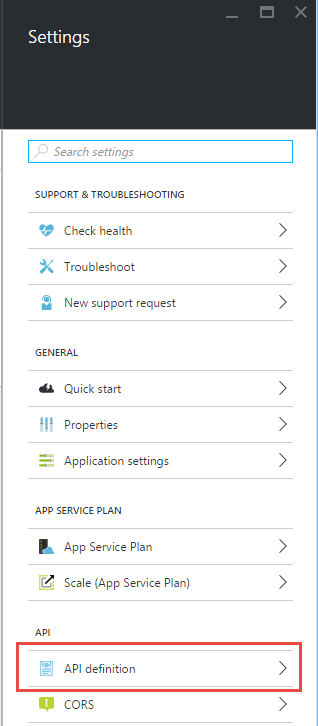 Settings
Search settings
SUPPORT & TROUBLESHOOTING
Check health
Troubleshoot
New support request
GENERAL
Quick start
Properties
Application settings
APP SERVICE PLAN
App Service Plan
Scale (App Service Plan)
API
API definition
CORS